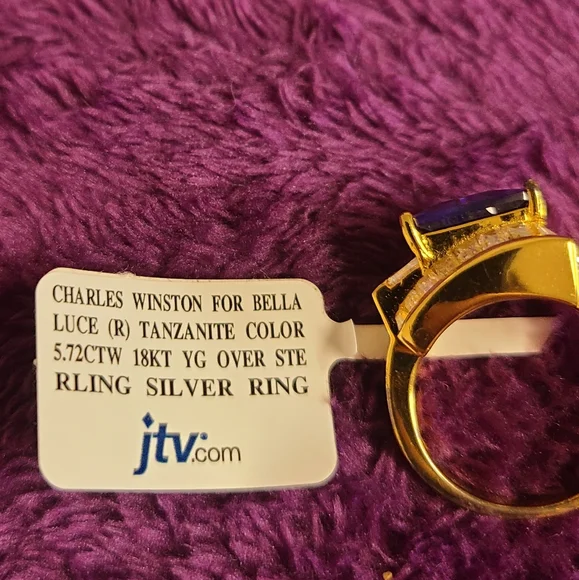 CHARLES WINSTON FOR BELLA
LUCE (R) TANZANITE COLOR
5.72CTW 18KT YG OVER STE
RLING SILVER RING
jtv.com